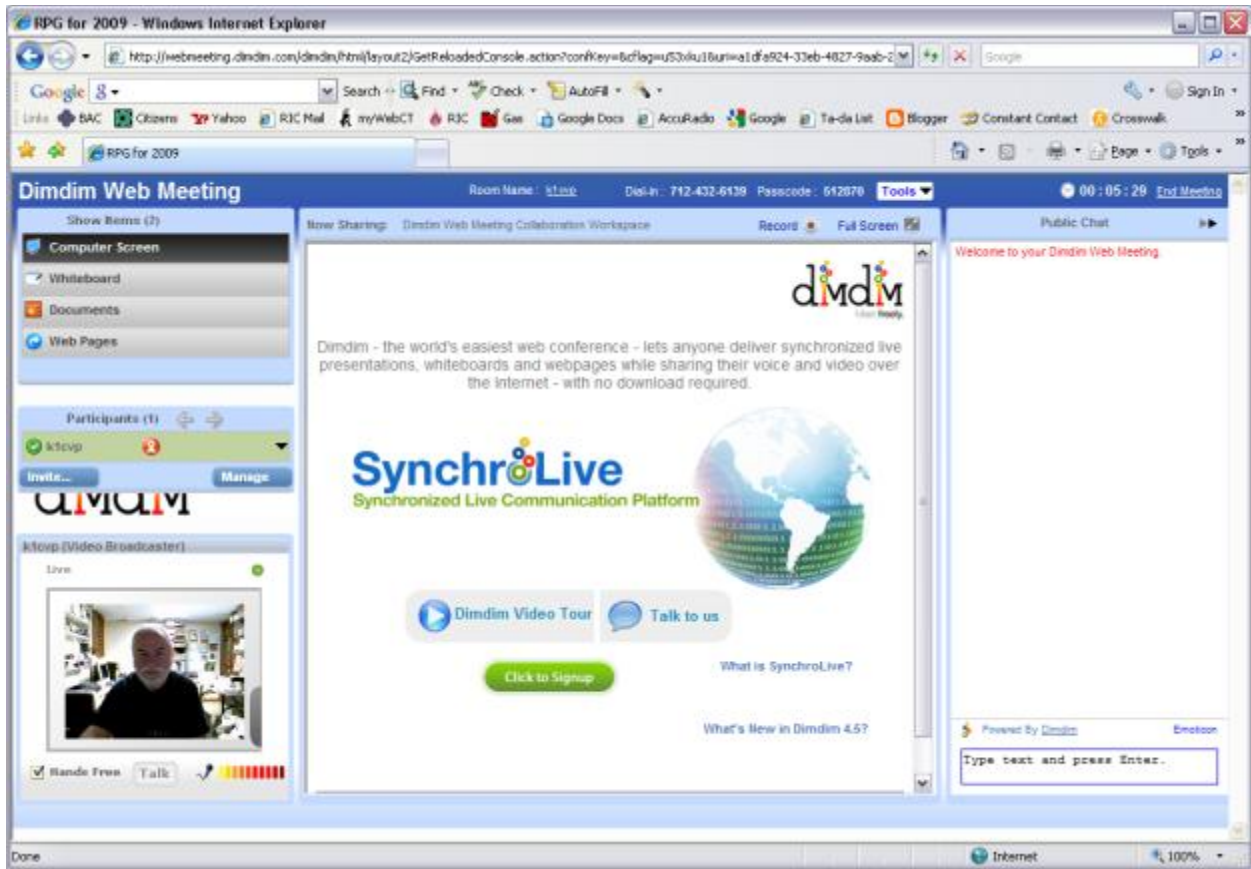 RPG for 2009 - Windows Internet Explorer
Google
Google
Search
Find
Check
AutoFill
Sign In
Links
BAC
Citizens
Yahoo
RJC Mail
myWebCT
RJC
Gas
Google Docs
AccuRadio
Google
Ta-da List
Blogger
Constant Contact
Crosswalk
RPG for 2009
Page
Tools
Dimdim Web Meeting
Room Name:
Dial-in: 712-432-6139 Passcode: 612878
Tools
00:05:29
End Meeting
Show Items (7)
Computer Screen
Whiteboard
Documents
Web Pages
Participants (1)
Invite...
Manage
dimdim
(Video Broadcaster)
Live
Hands Free
Talk
Now Sharing: Dimdim Web Meeting Collaboration Workspace
Record
Full Screen
dimdim
freely.
Dimdim - the world's easiest web conference - lets anyone deliver synchronized live
presentations, whiteboards and webpages while sharing their voice and video over
the Internet - with no download required.
SynchroLive
Synchronized Live Communication Platform
Dimdim Video Tour
Talk to us
Click to Signup
What is SynchroLive?
What's New in Dimdim 4.5?
Public Chat
Welcome to your Dimdim Web Meeting.
Powered By Dimdim
Emoticon
Type text and press Enter.
Done
Internet
100%